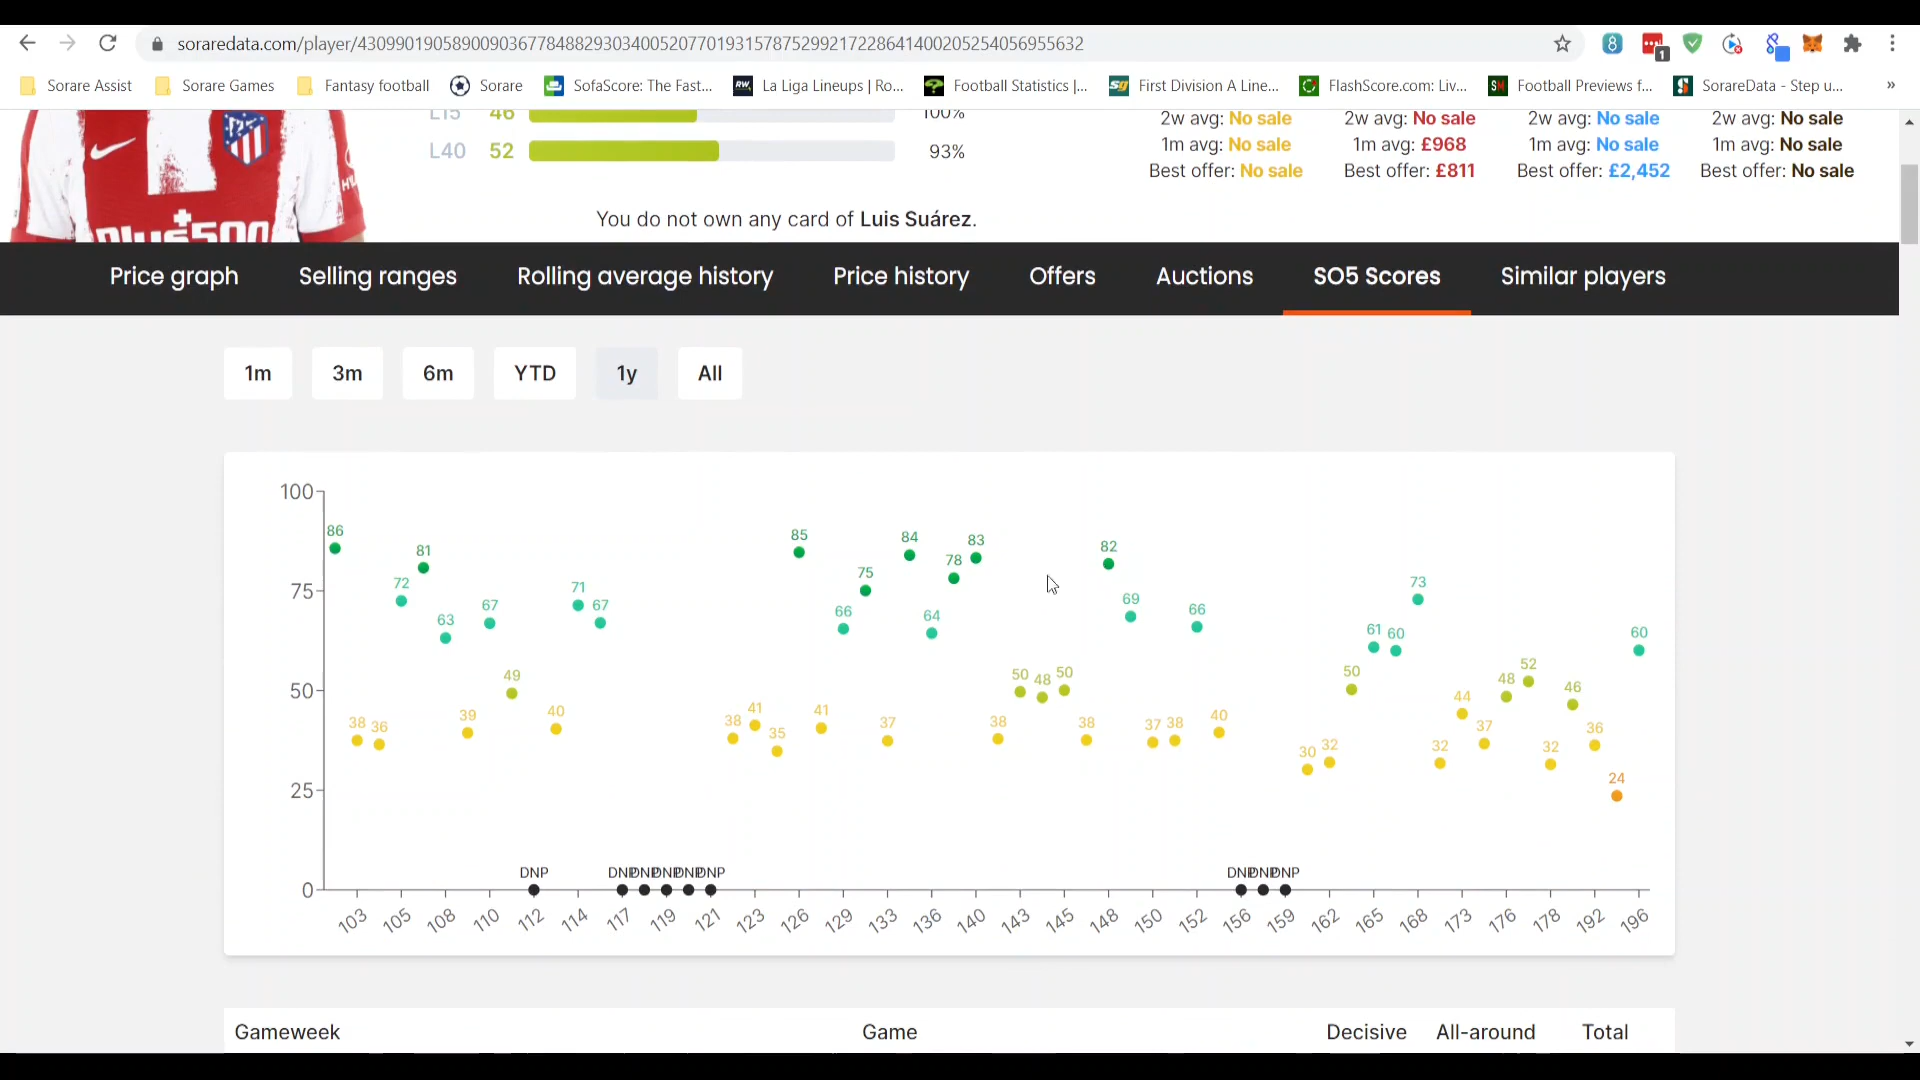 soraredata.com/player/43099019058900903677848829303400520770193157875299217228641400205254056955632
8
1
Sorare Assist
Sorare Games
Fantasy football
Sorare
SofaScore: The Fast...
La Liga Lineups | Ro...
Football Statistics |...
First Division A Line...
FlashScore.com: Liv...
Football Previews f...
SorareData - Step u...
»
L15 46 100%
L40 52 93%
2w avg: No sale
1m avg: No sale
Best offer: No sale
2w avg: No sale
1m avg: £968
Best offer: £811
2w avg: No sale
1m avg: No sale
Best offer: £2,452
2w avg: No sale
1m avg: No sale
Best offer: No sale
Plus500
You do not own any card of Luis Suárez.
Price graph
Selling ranges
Rolling average history
Price history
Offers
Auctions
SO5 Scores
Similar players
1m 3m 6m YTD 1y All
100
75
50
25
0
86 38 36 72 81 63 39 67 49 DNP 40 71 67 DNP DNP DNP DNP DNP 38 41 35 85 41 66 75 37 84 64 78 83 38 50 48 50 38 82 69 37 38 66 40 DNP DNP DNP 30 32 50 61 60 73 32 44 37 48 52 32 46 36 24 60
103 105 108 110 112 114 117 119 121 123 126 129 133 136 140 143 145 148 150 152 156 159 162 165 168 173 176 178 192 196
Gameweek Game Decisive All-around Total